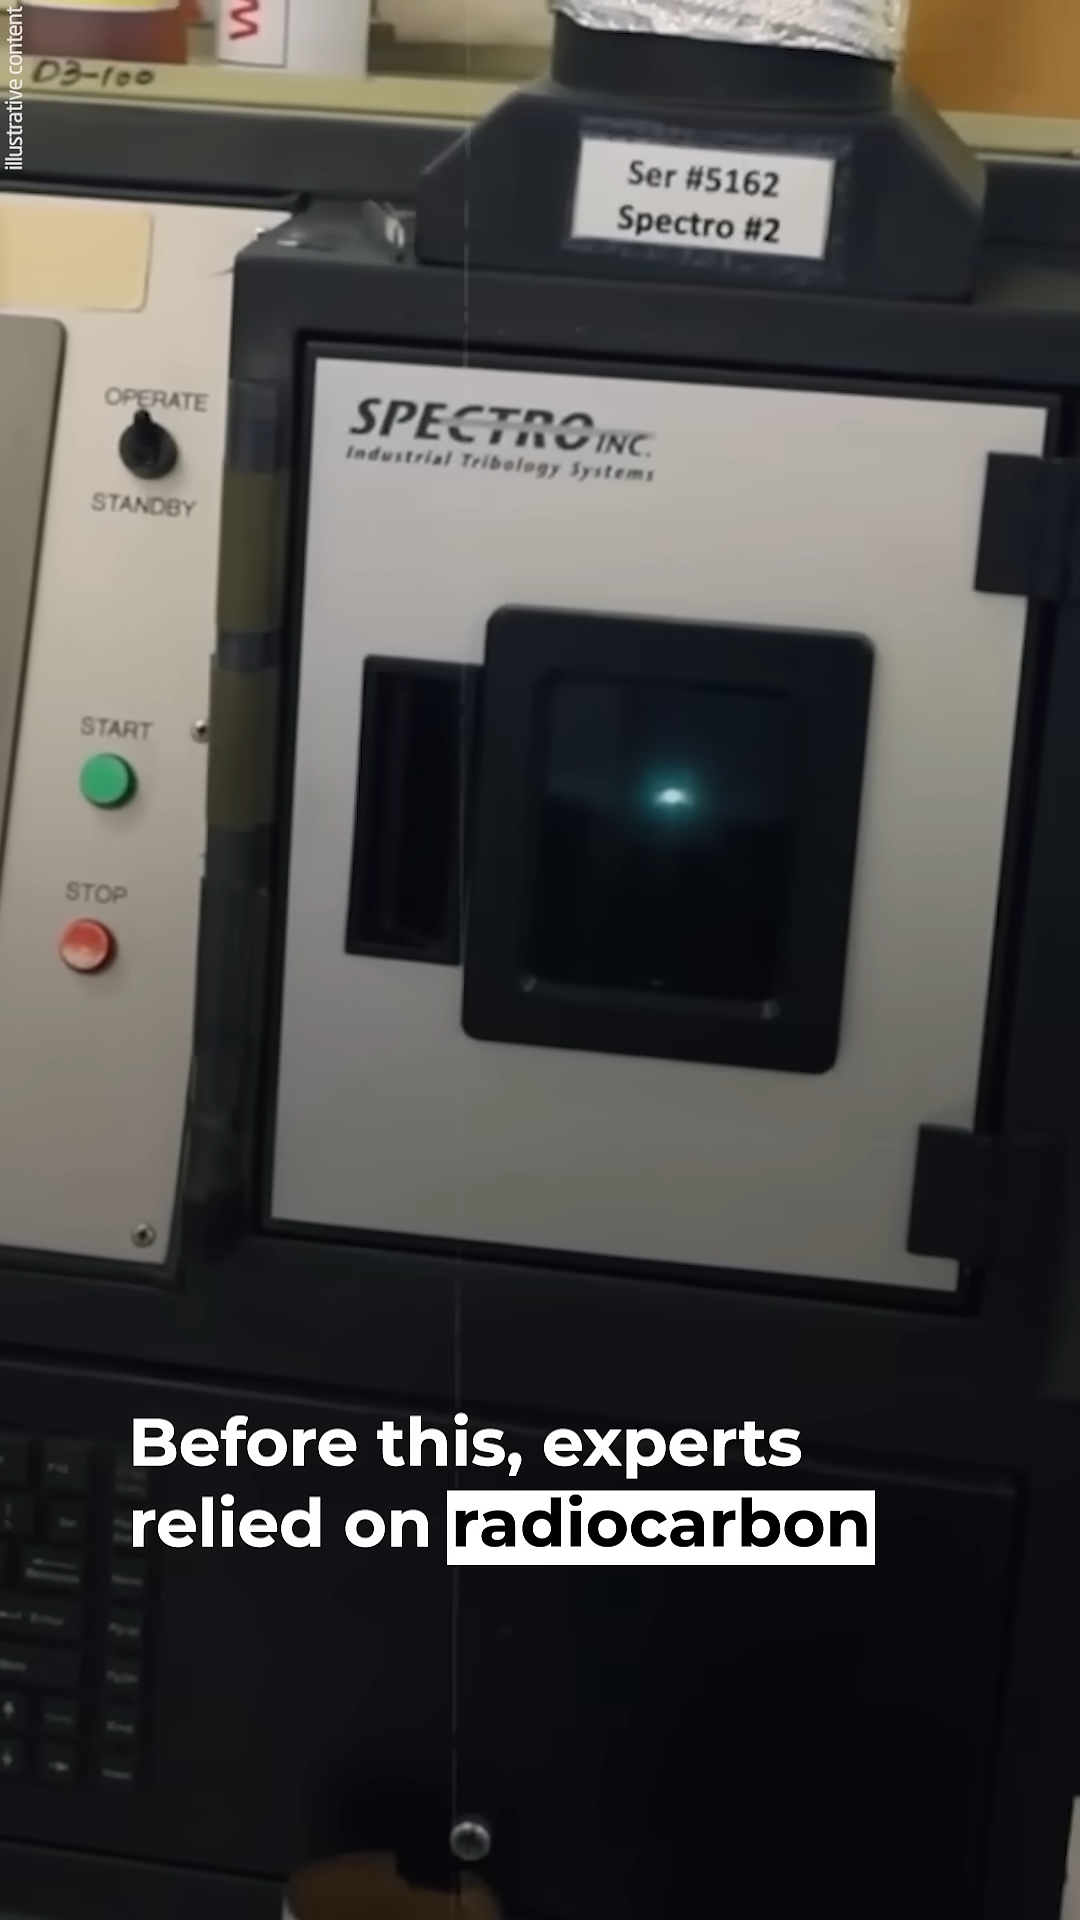 illustrative content
D3-100
W
Ser #5162
Spectro #2
OPERATE
STANDBY
SPECTRO INC.
Industrial Tribology Systems
START
STOP
Before this, experts
relied on radiocarbon
End